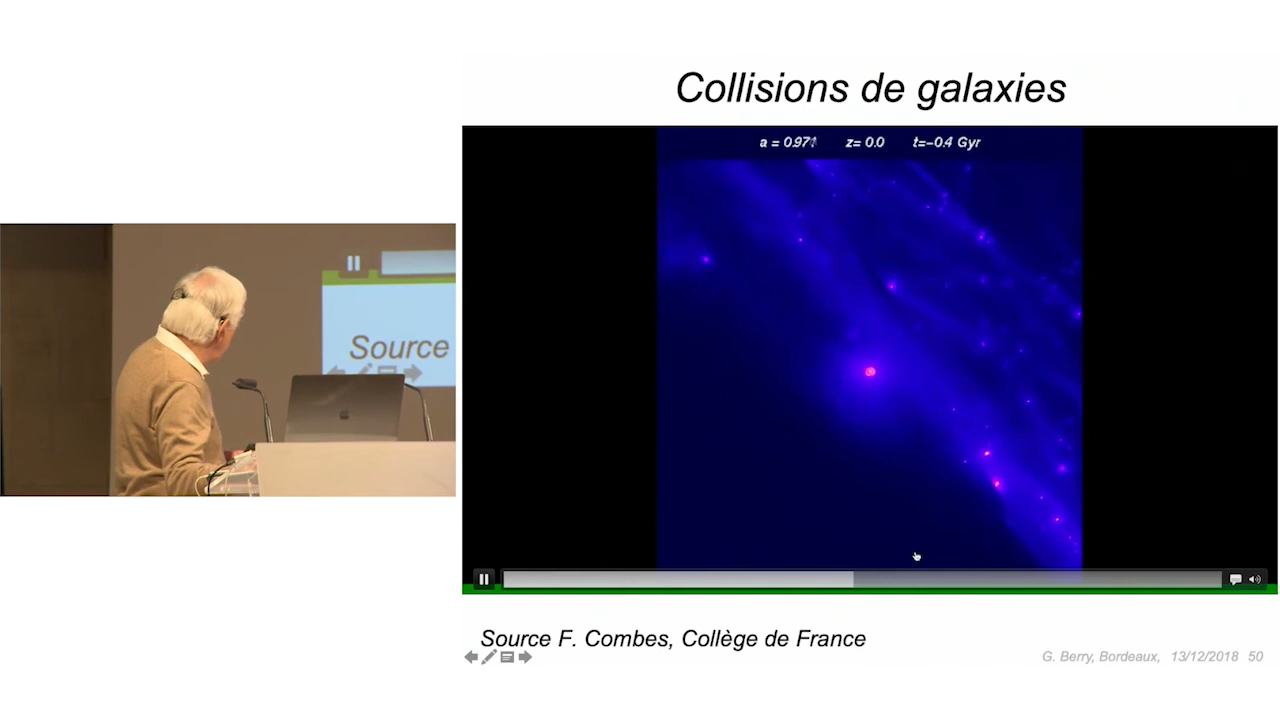 Collisions de galaxies
a = 0.971 z= 0.0 t=−0.4 Gyr
Source
Source F. Combes, Collège de France
G. Berry, Bordeaux, 13/12/2018 50